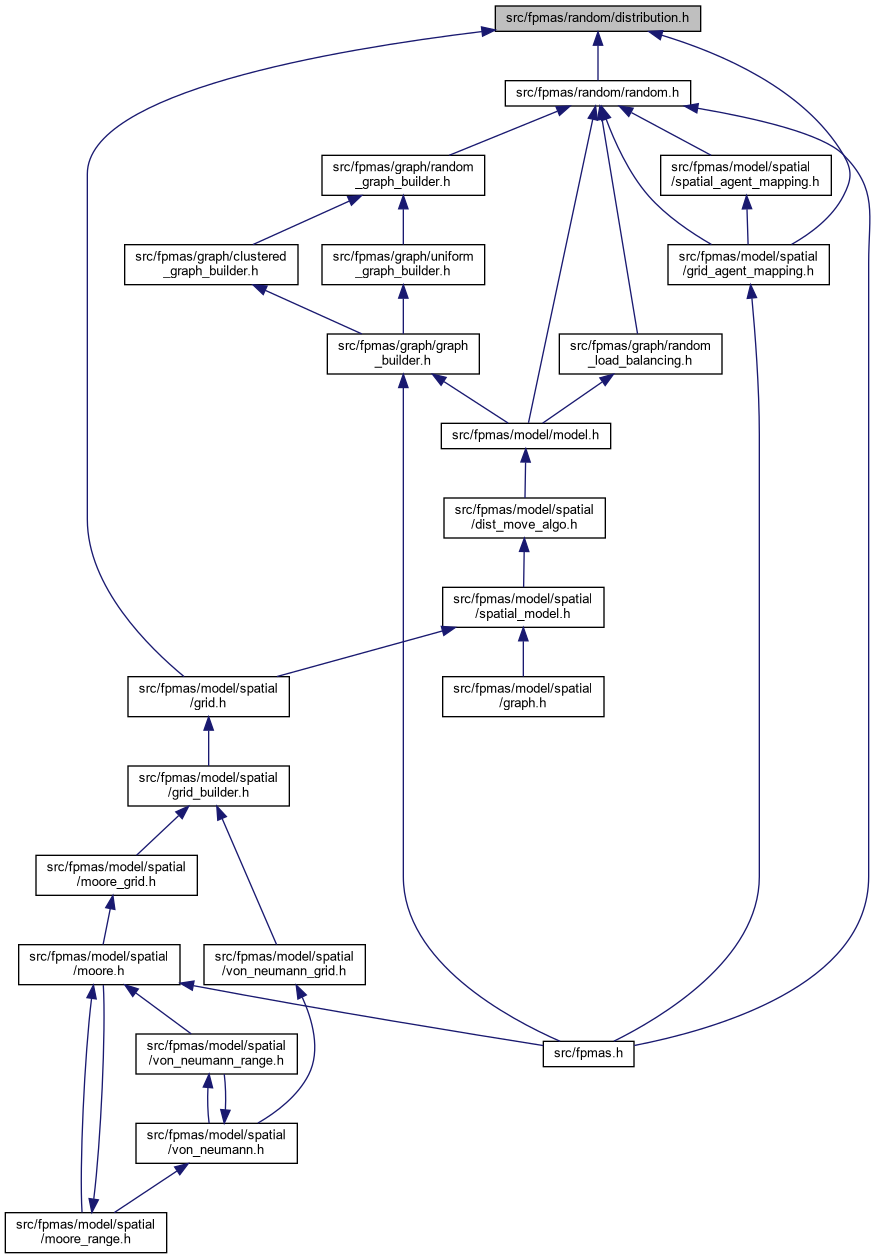 src/fpmas/random/distribution.h
src/fpmas/random/random.h
src/fpmas/graph/random
_graph_builder.h
src/fpmas/model/spatial
/spatial_agent_mapping.h
src/fpmas/graph/clustered
_graph_builder.h
src/fpmas/graph/uniform
_graph_builder.h
src/fpmas/model/spatial
/grid_agent_mapping.h
src/fpmas/graph/graph
_builder.h
src/fpmas/graph/random
_load_balancing.h
src/fpmas/model/model.h
src/fpmas/model/spatial
/dist_move_algo.h
src/fpmas/model/spatial
/spatial_model.h
src/fpmas/model/spatial
/grid.h
src/fpmas/model/spatial
/graph.h
src/fpmas/model/spatial
/grid_builder.h
src/fpmas/model/spatial
/moore_grid.h
src/fpmas/model/spatial
/moore.h
src/fpmas/model/spatial
/von_neumann_grid.h
src/fpmas/model/spatial
/von_neumann_range.h
src/fpmas.h
src/fpmas/model/spatial
/von_neumann.h
src/fpmas/model/spatial
/moore_range.h